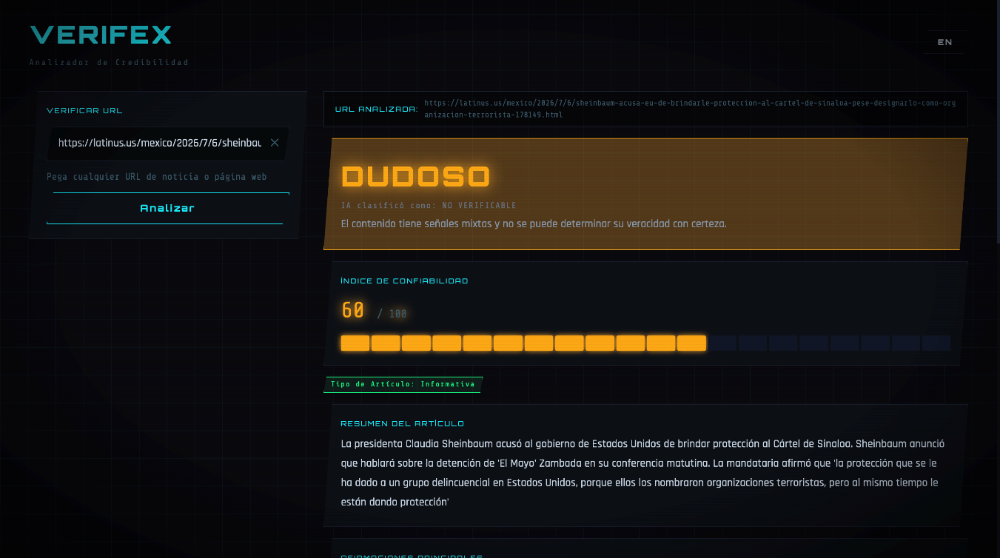 VERIFEX
Analizador de Credibilidad
EN
VERIFICAR URL
https://latinus.us/mexico/2026/7/6/sheinbau
Pega cualquier URL de noticia o página web
Analizar
URL ANALIZADA:
https://latinus.us/mexico/2026/7/6/sheinbaum-acusa-eu-de-brindarle-proteccion-al-cartel-de-sinaloa-pese-designarlo-como-org
anizacion-terrorista-178149.html
DUDOSO
IA clasificó como: NO VERIFICABLE
El contenido tiene señales mixtas y no se puede determinar su veracidad con certeza.
ÍNDICE DE CONFIABILIDAD
60 / 100
Tipo de Artículo: Informativa
RESUMEN DEL ARTÍCULO
La presidenta Claudia Sheinbaum acusó al gobierno de Estados Unidos de brindar protección al Cártel de Sinaloa. Sheinbaum anunció
que hablará sobre la detención de 'El Mayo' Zambada en su conferencia matutina. La mandataria afirmó que 'la protección que se le
ha dado a un grupo delincuencial en Estados Unidos, porque ellos los nombraron organizaciones terroristas, pero al mismo tiempo le
están dando protección'
AFIRMACIONES PRINCIPALES